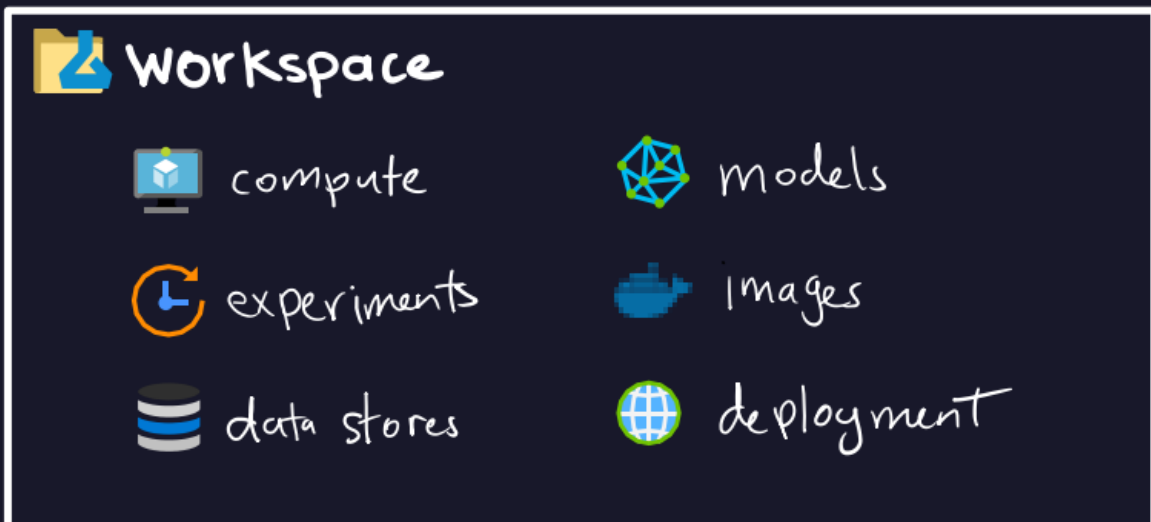 Workspace
compute
experiments
data stores
models
images
deployment